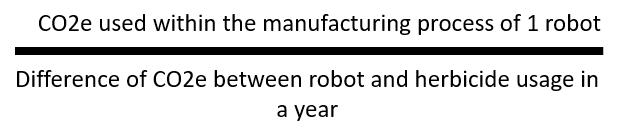 CO2e used within the manufacturing process of 1 robot
Difference of CO2e between robot and herbicide usage in
a year